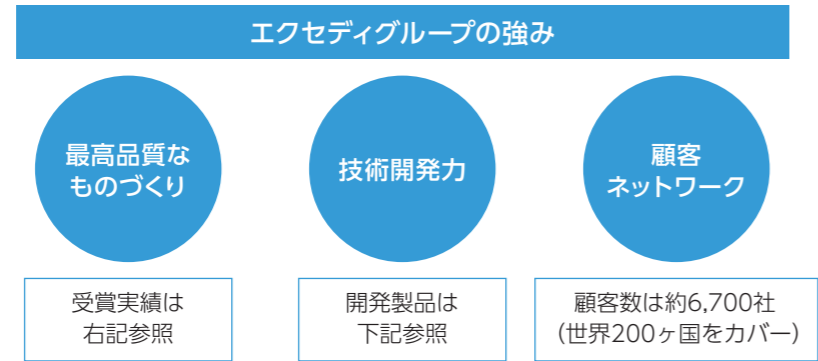 エクセディグループの強み
最高品質な
ものづくり
技術開発力
顧客
ネットワーク
受賞実績は
右記参照
開発製品は
下記参照
顧客数は約6,700社
（世界200ヶ国をカバー）